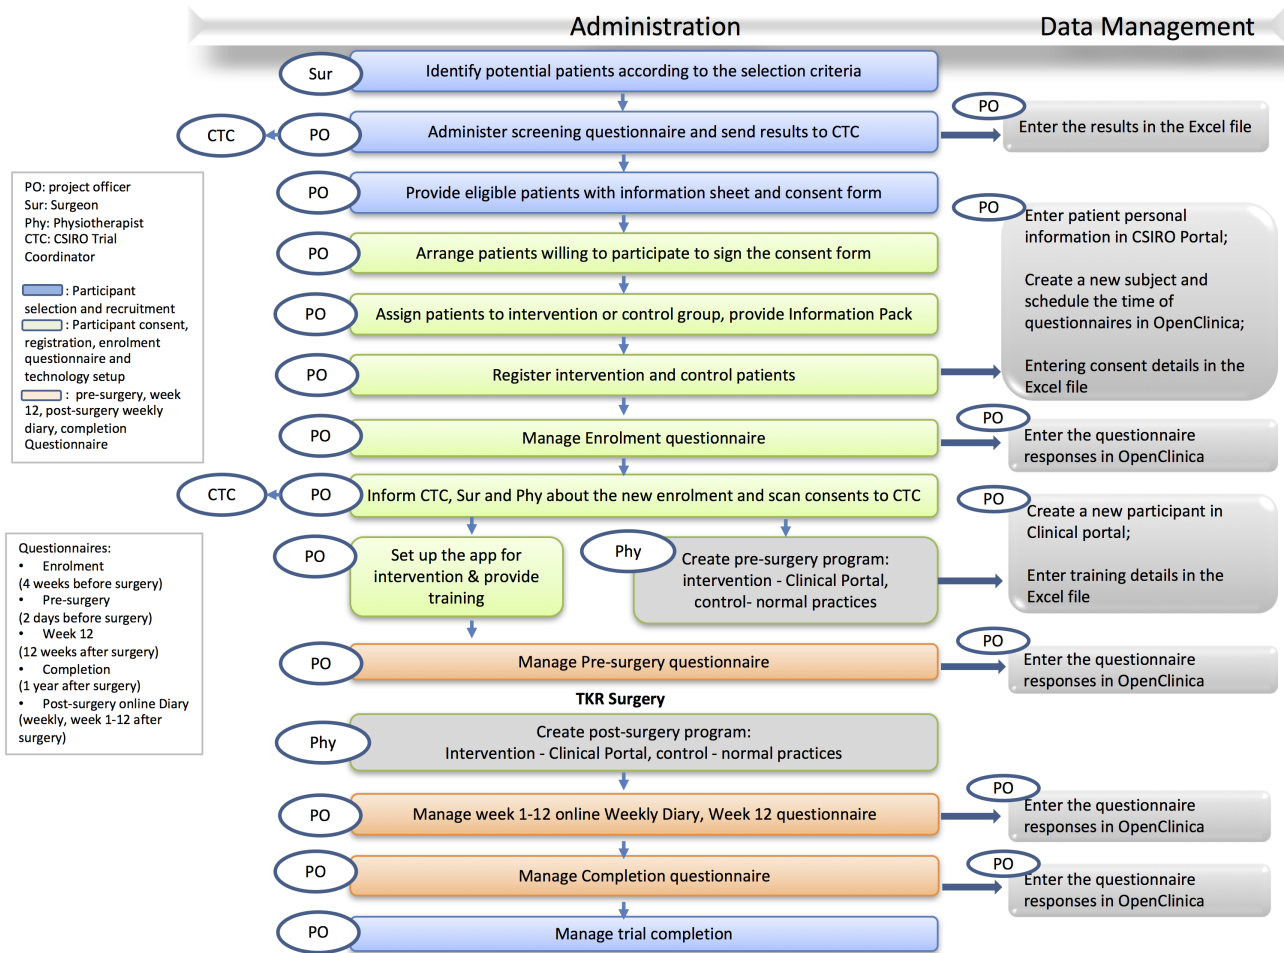 Administration
Data Management
Sur
Identify potential patients according to the selection criteria
CTC
PO
Administer screening questionnaire and send results to CTC
PO
Enter the results in the Excel file
PO
Provide eligible patients with information sheet and consent form
PO: project officer
Sur: Surgeon
Phy: Physiotherapist
CTC: CSIRO Trial
Coordinator
: Participant
selection and recruitment
: Participant consent,
registration, enrolment
questionnaire and
technology setup
: pre-surgery, week
12, post-surgery weekly
diary, completion
Questionnaire
PO
Arrange patients willing to participate to sign the consent form
PO
Assign patients to intervention or control group, provide Information Pack
PO
Register intervention and control patients
PO
Enter patient personal
information in CSIRO Portal;
Create a new subject and
schedule the time of
questionnaires in OpenClinica;
Entering consent details in the
Excel file
PO
Manage Enrolment questionnaire
PO
Enter the questionnaire
responses in OpenClinica
CTC
PO
Inform CTC, Sur and Phy about the new enrolment and scan consents to CTC
PO
Set up the app for
intervention & provide
training
Phy
Create pre-surgery program:
intervention - Clinical Portal,
control- normal practices
PO
Create a new participant in
Clinical portal;
Enter training details in the
Excel file
Questionnaires:
• Enrolment
(4 weeks before surgery)
• Pre-surgery
(2 days before surgery)
• Week 12
(12 weeks after surgery)
• Completion
(1 year after surgery)
• Post-surgery online Diary
(weekly, week 1-12 after
surgery)
PO
Manage Pre-surgery questionnaire
PO
Enter the questionnaire
responses in OpenClinica
TKR Surgery
Phy
Create post-surgery program:
Intervention - Clinical Portal, control - normal practices
PO
Manage week 1-12 online Weekly Diary, Week 12 questionnaire
PO
Enter the questionnaire
responses in OpenClinica
PO
Manage Completion questionnaire
PO
Enter the questionnaire
responses in OpenClinica
PO
Manage trial completion